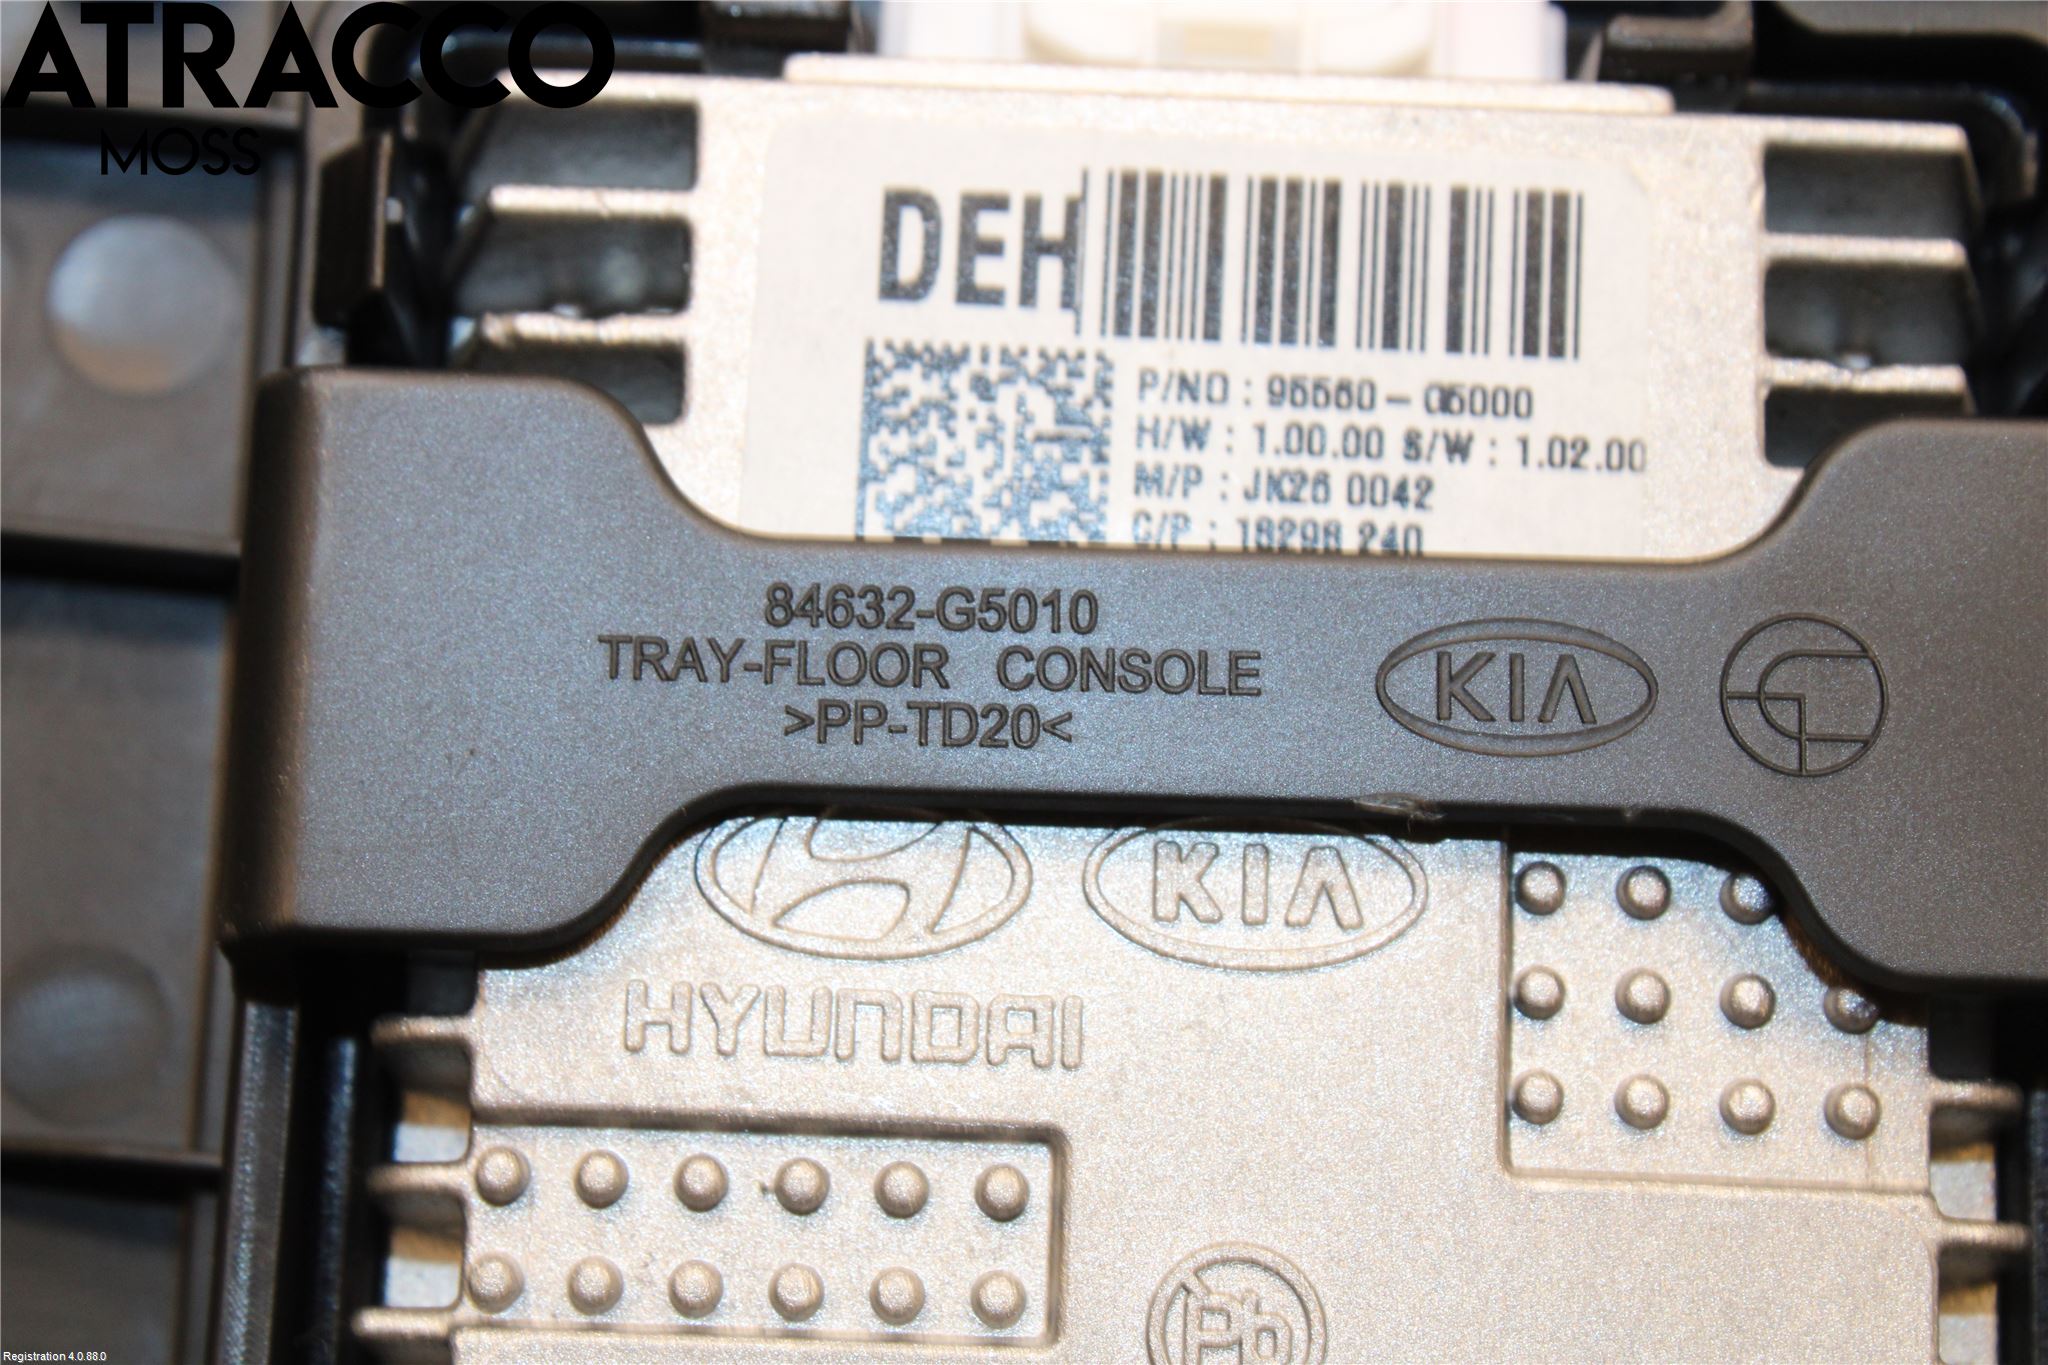 ATRACCO
MOSS
DEH
P/NO : 95560-G5000
H/W : 1.00.00 S/W : 1.02.00
M/P : JK26 0042
C/P : 18298 240
84632-G5010
TRAY-FLOOR CONSOLE
>PP-TD20<
KIA
KIA
HYUNDAI
Pb
Registration 4.0.88.0